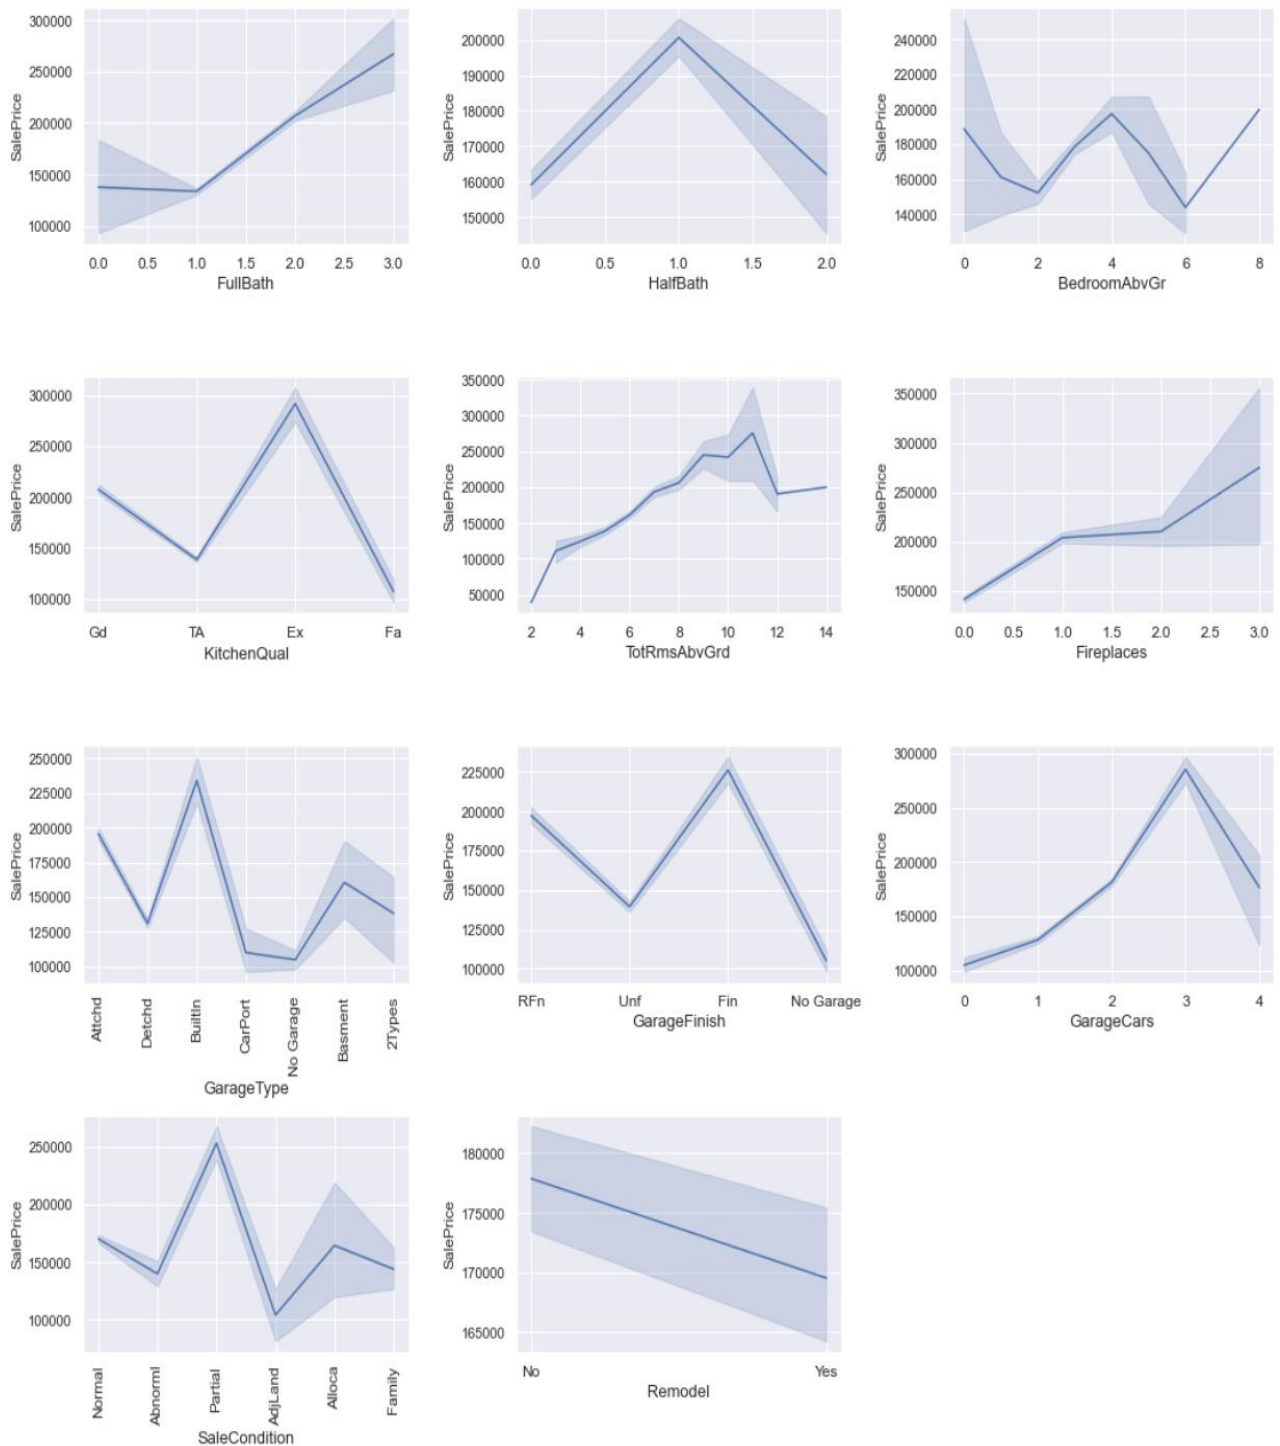 300000
250000
200000
150000
100000
SalePrice
0.0 0.5 1.0 1.5 2.0 2.5 3.0
FullBath
200000
190000
180000
170000
160000
150000
SalePrice
0.0 0.5 1.0 1.5 2.0
HalfBath
240000
220000
200000
180000
160000
140000
SalePrice
0 2 4 6 8
BedroomAbvGr
300000
250000
200000
150000
100000
SalePrice
Gd TA Ex Fa
KitchenQual
350000
300000
250000
200000
150000
100000
50000
SalePrice
2 4 6 8 10 12 14
TotRmsAbvGrd
350000
300000
250000
200000
150000
SalePrice
0.0 0.5 1.0 1.5 2.0 2.5 3.0
Fireplaces
250000
225000
200000
175000
150000
125000
100000
SalePrice
Attchd Detchd BuiltIn CarPort No Garage Basment 2Types
GarageType
225000
200000
175000
150000
125000
100000
SalePrice
RFn Unf Fin No Garage
GarageFinish
300000
250000
200000
150000
100000
SalePrice
0 1 2 3 4
GarageCars
250000
200000
150000
100000
SalePrice
Normal Abnorml Partial AdjLand Alloca Family
SaleCondition
180000
175000
170000
165000
SalePrice
No Yes
Remodel